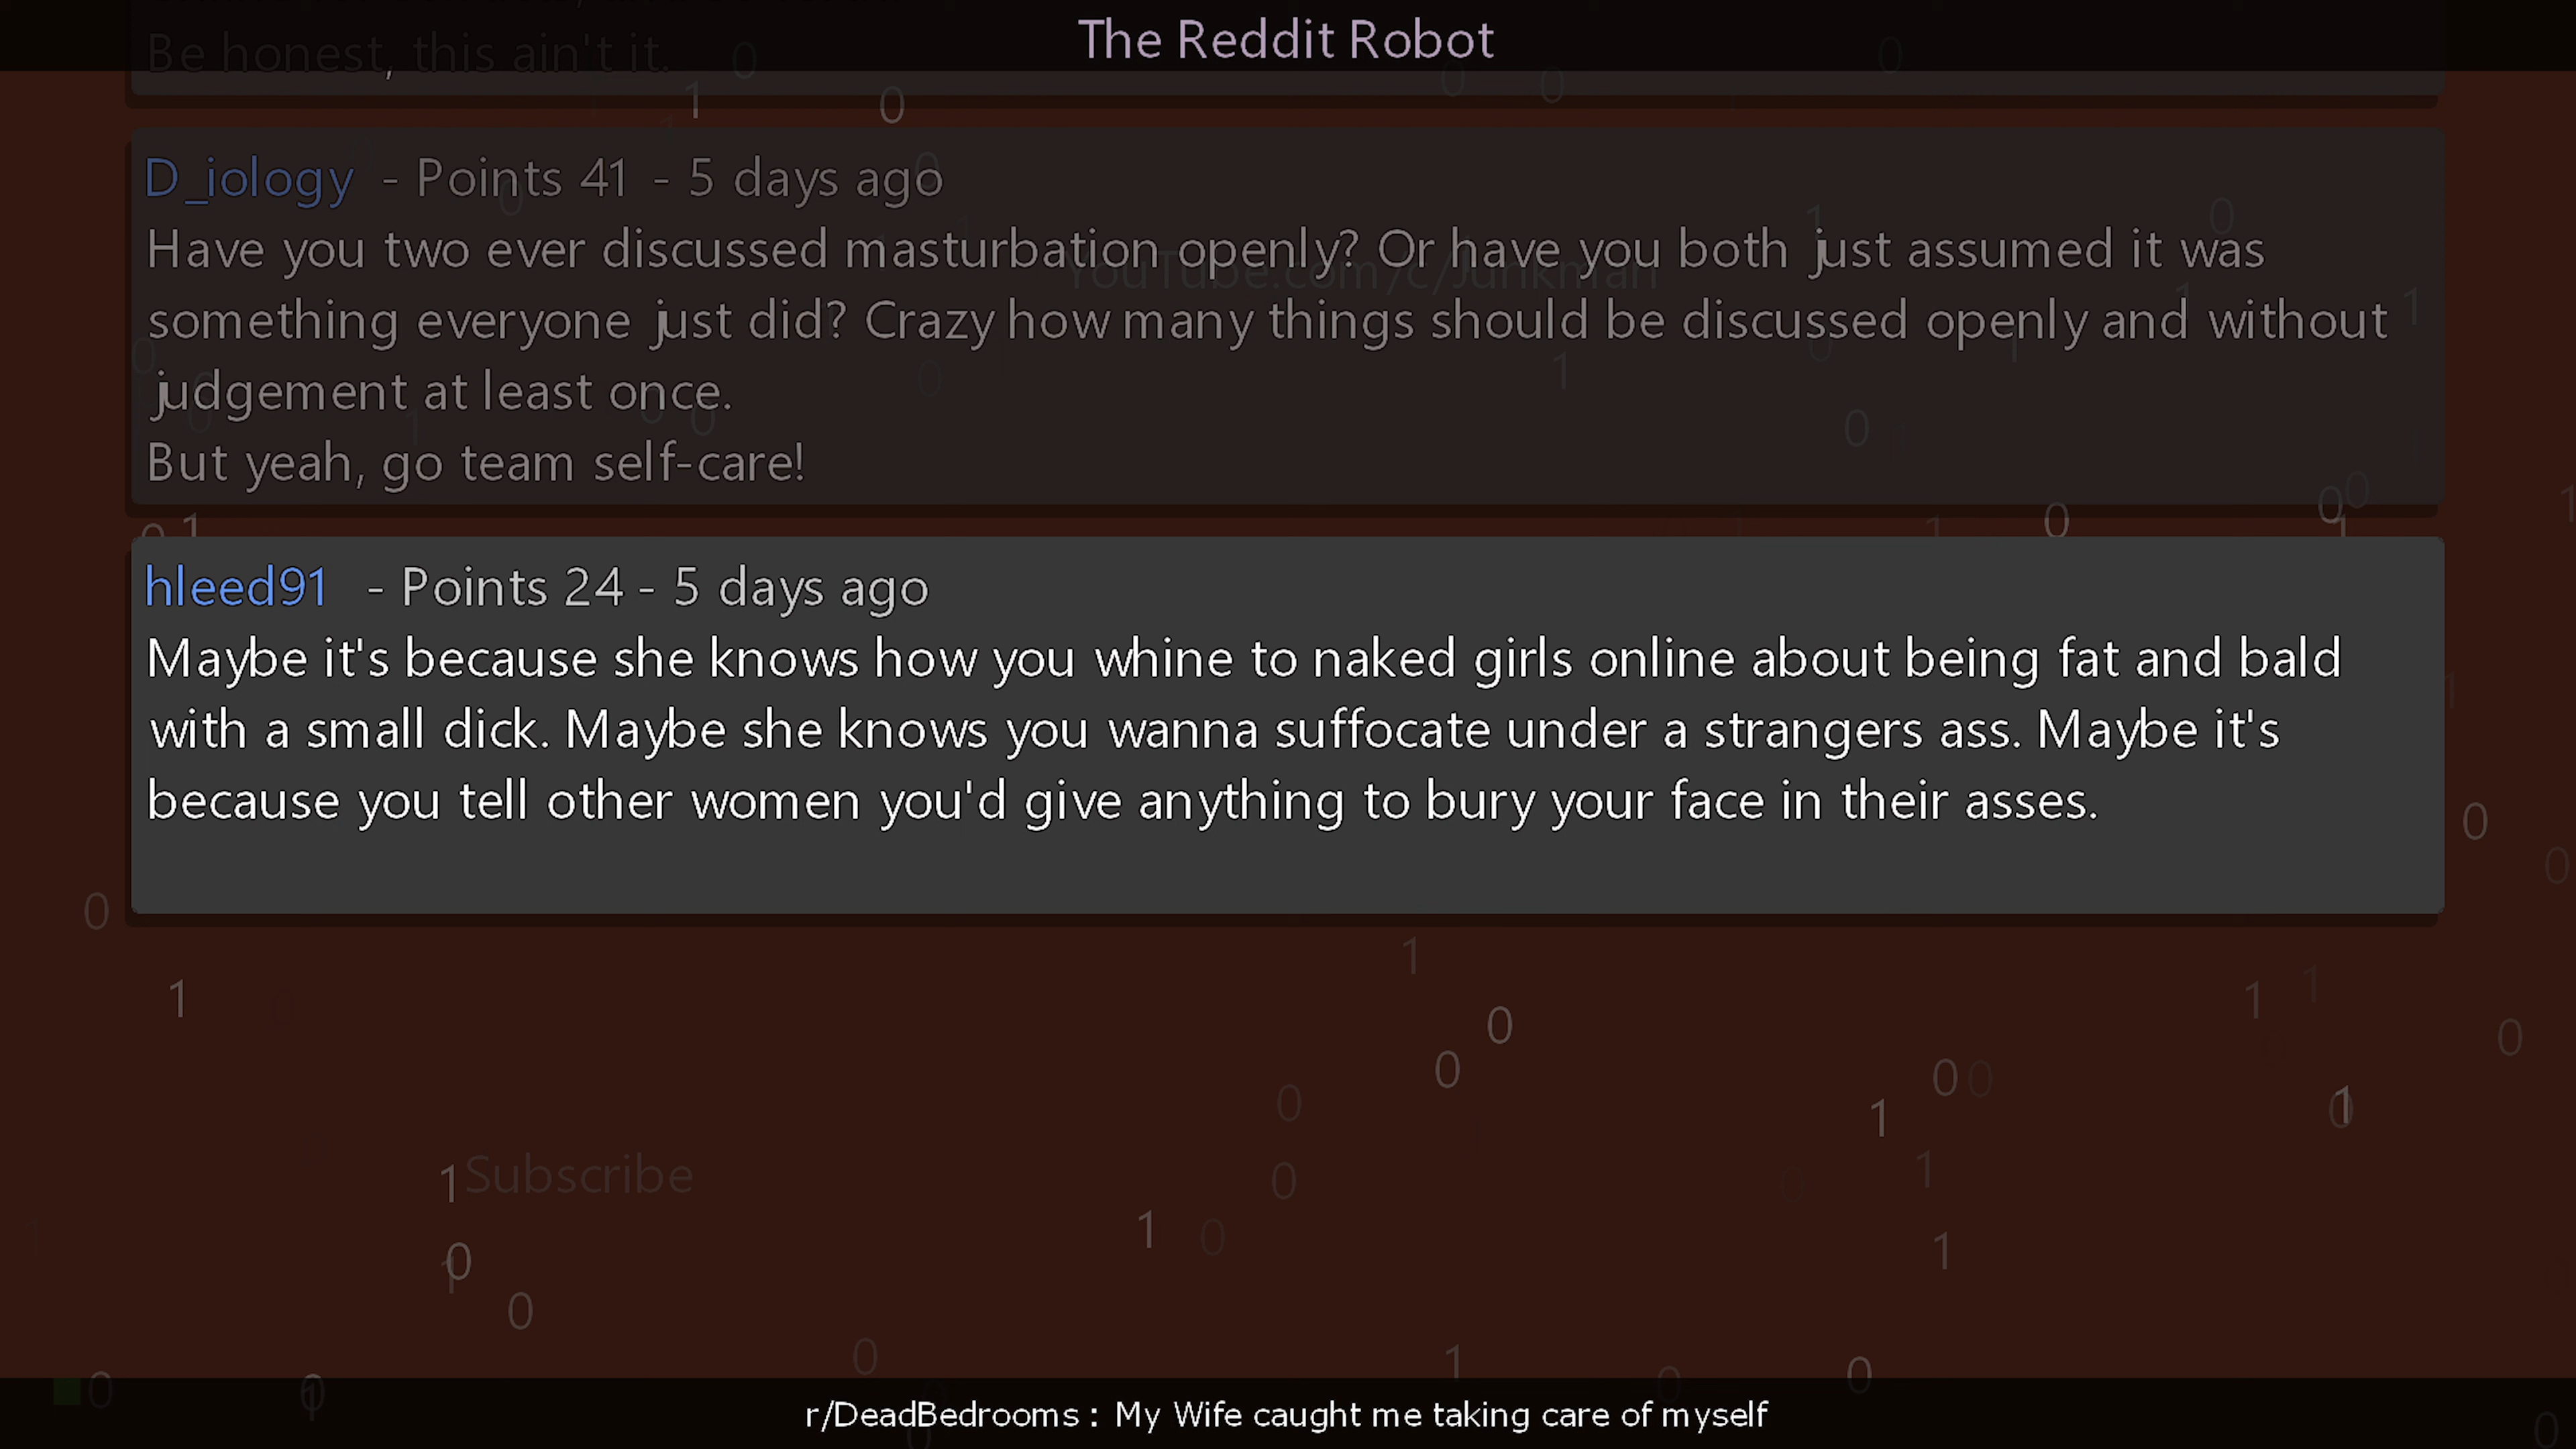 The Reddit Robot
Be honest, this ain't it.
D_iology - Points 41 - 5 days ago
Have you two ever discussed masturbation openly? Or have you both just assumed it was
YouTube.com/c/Junkman
something everyone just did? Crazy how many things should be discussed openly and without
judgement at least once.
But yeah, go team self-care!
hleed91 - Points 24 - 5 days ago
Maybe it's because she knows how you whine to naked girls online about being fat and bald
with a small dick. Maybe she knows you wanna suffocate under a strangers ass. Maybe it's
because you tell other women you'd give anything to bury your face in their asses.
Subscribe
r/DeadBedrooms : My Wife caught me taking care of myself